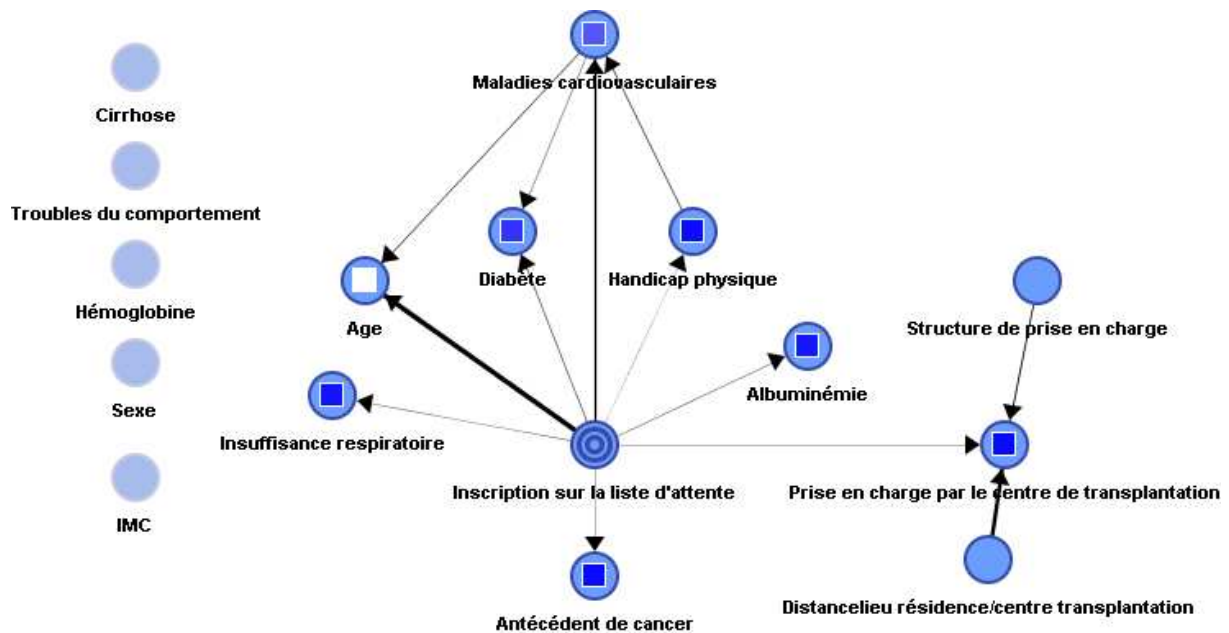 Maladies cardiovasculaires
Cirrhose
Troubles du comportement
Diabète
Handicap physique
Hémoglobine
Age
Structure de prise en charge
Albuminémie
Sexe
Insuffisance respiratoire
Inscription sur la liste d'attente
Prise en charge par le centre de transplantation
IMC
Distancelieu résidence/centre transplantation
Antécédent de cancer